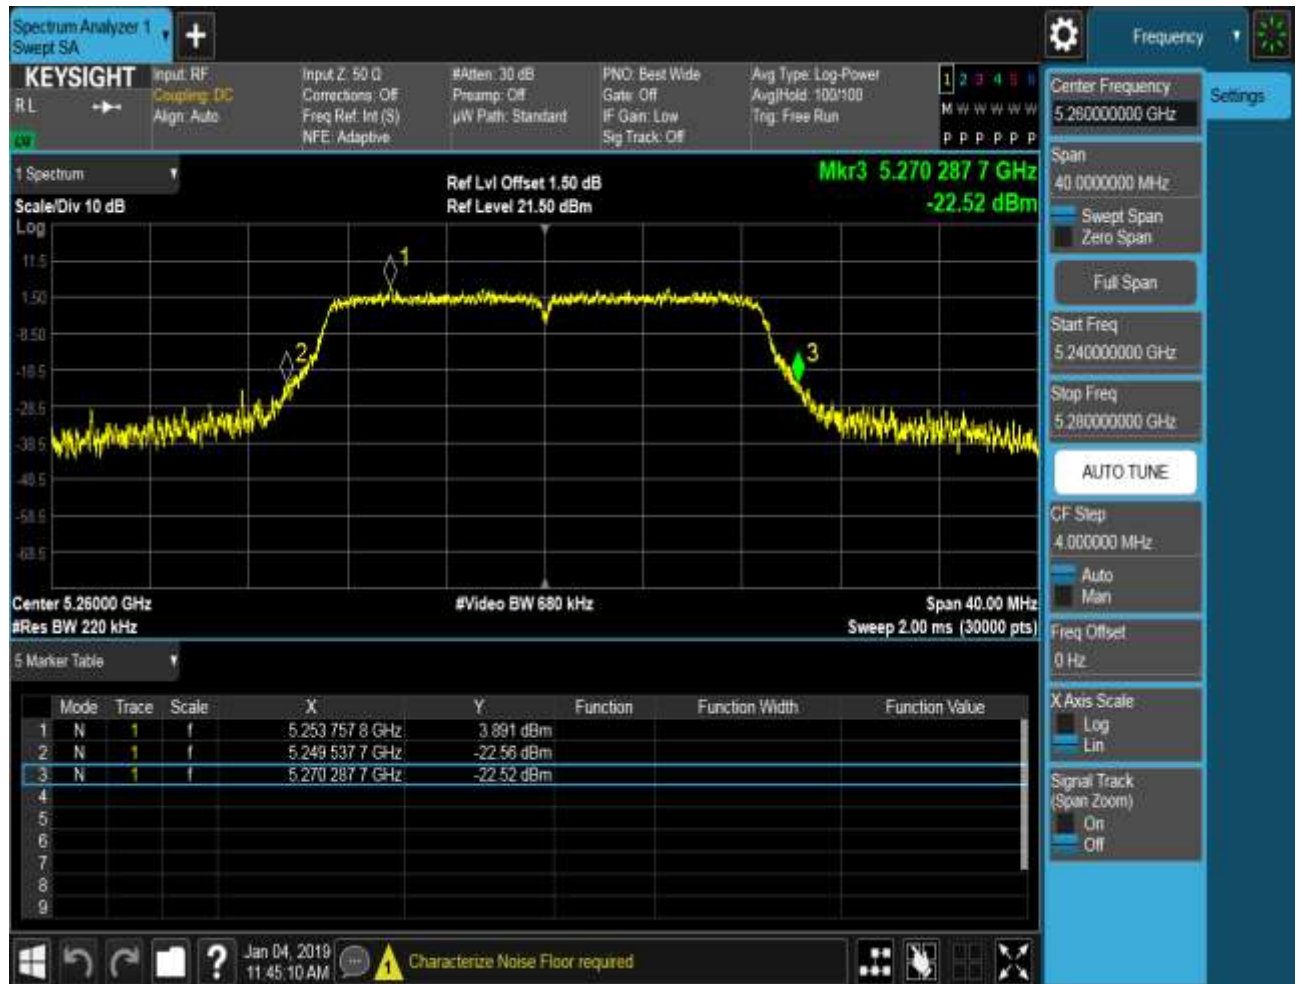 Spectrum Analyzer 1
Swept SA
Frequency
KEYSIGHT
R L
Input: RF
Coupling: DC
Align: Auto
Input Z: 50 Ω
Corrections: Off
Freq Ref: Int (S)
NFE: Adaptive
#Atten: 30 dB
Preamp: Off
µW Path: Standard
PNO: Best Wide
Gate: Off
IF Gain: Low
Sig Track: Off
Avg Type: Log-Power
Avg|Hold: 100/100
Trig: Free Run
1 2 3 4 5 6
M W W W W W
P P P P P P
1 Spectrum
Scale/Div 10 dB
Ref Lvl Offset 1.50 dB
Ref Level 21.50 dBm
Mkr3 5.270 287 7 GHz
-22.52 dBm
Log
11.5
1.50
-8.50
-18.5
-28.5
-38.5
-48.5
-58.5
-68.5
1
2
3
Center 5.26000 GHz
#Res BW 220 kHz
#Video BW 680 kHz
Span 40.00 MHz
Sweep 2.00 ms (30000 pts)
5 Marker Table
Mode Trace Scale X Y Function Function Width Function Value
1 N 1 f 5.253 757 8 GHz 3.891 dBm
2 N 1 f 5.249 537 7 GHz -22.56 dBm
3 N 1 f 5.270 287 7 GHz -22.52 dBm
4
5
6
7
8
9
Center Frequency
5.260000000 GHz
Settings
Span
40.0000000 MHz
Swept Span
Zero Span
Full Span
Start Freq
5.240000000 GHz
Stop Freq
5.280000000 GHz
AUTO TUNE
CF Step
4.000000 MHz
Auto
Man
Freq Offset
0 Hz
X Axis Scale
Log
Lin
Signal Track
(Span Zoom)
On
Off
?
Jan 04, 2019
11:45:10 AM
Characterize Noise Floor required